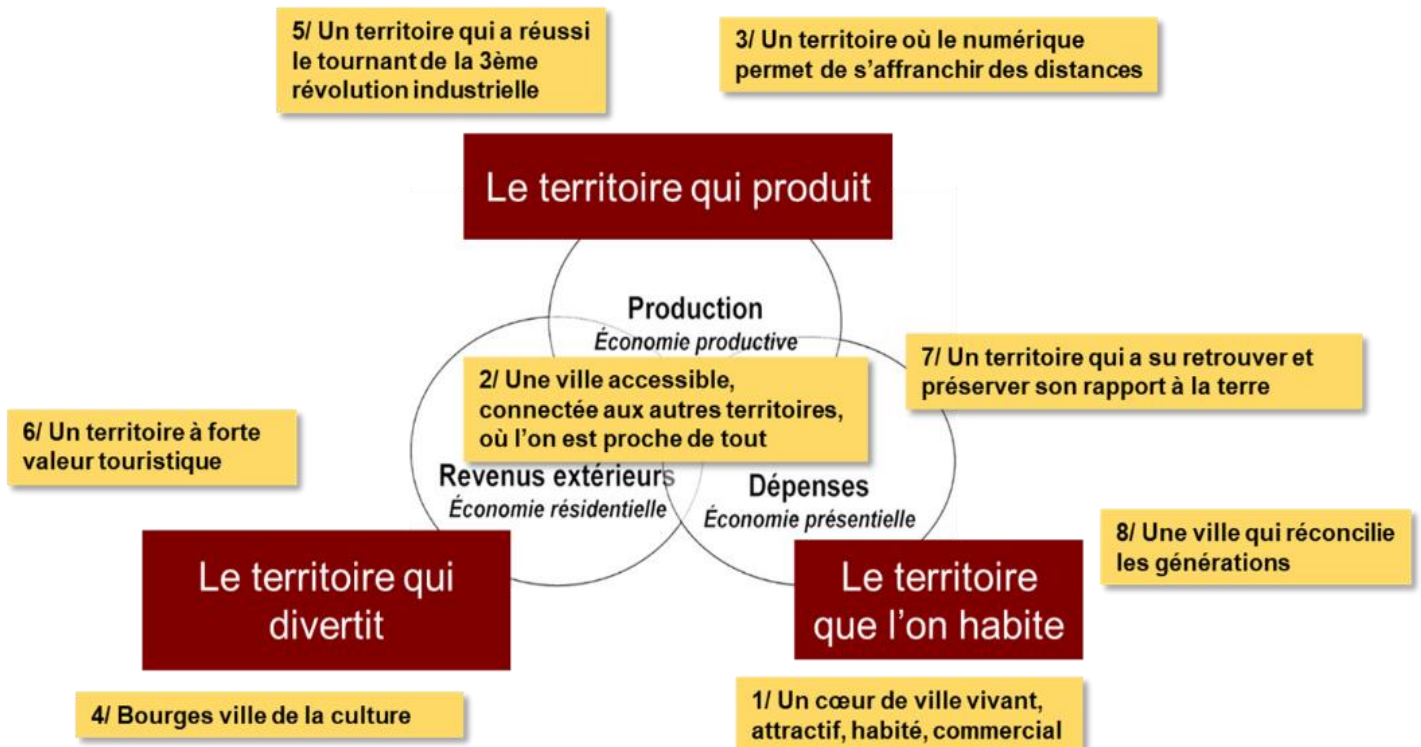 5/ Un territoire qui a réussi
le tournant de la 3ème
révolution industrielle
3/ Un territoire où le numérique
permet de s'affranchir des distances
Le territoire qui produit
Production
Économie productive
7/ Un territoire qui a su retrouver et
préserver son rapport à la terre
2/ Une ville accessible,
connectée aux autres territoires,
où l'on est proche de tout
6/ Un territoire à forte
valeur touristique
Revenus extérieurs
Économie résidentielle
Dépenses
Économie présentielle
8/ Une ville qui réconcilie
les générations
Le territoire qui
divertit
Le territoire
que l'on habite
4/ Bourges ville de la culture
1/ Un cœur de ville vivant,
attractif, habité, commercial